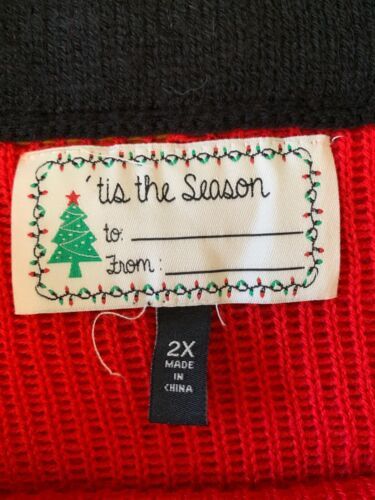 'tis the Season
to:
From:
2X
MADE
IN
CHINA